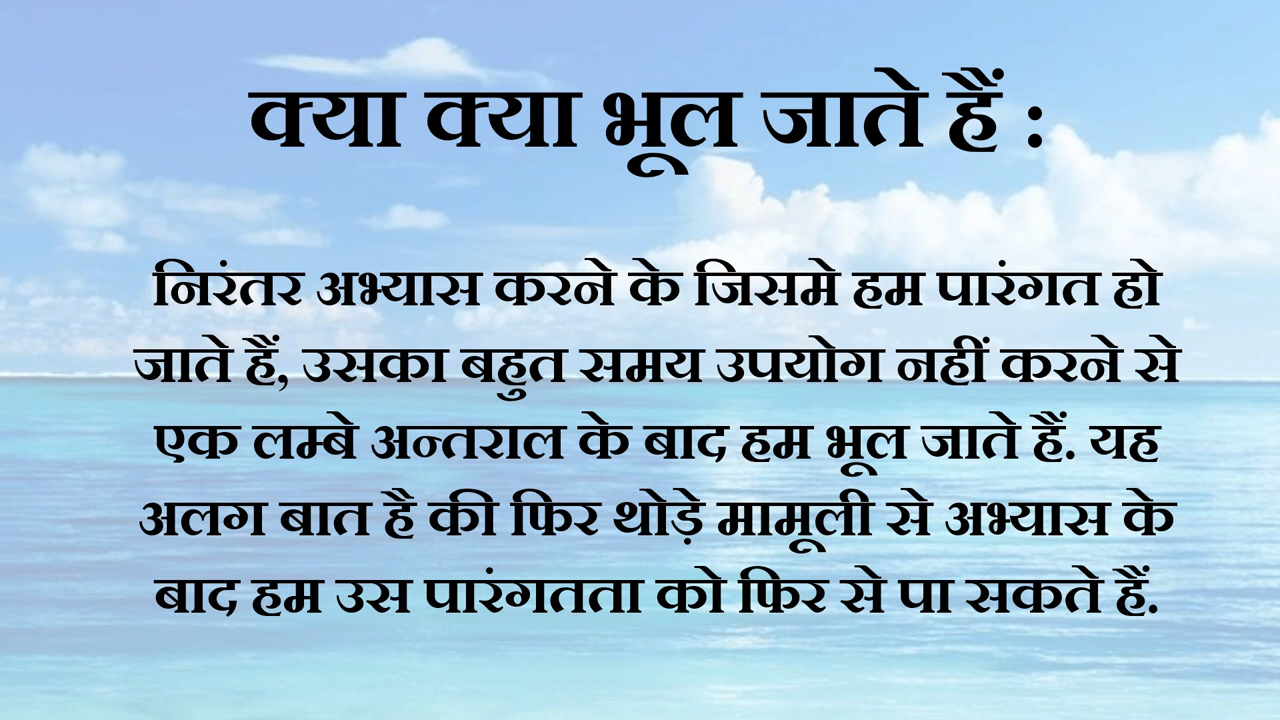 क्या क्या भूल जाते हैं :
निरंतर अभ्यास करने के जिसमे हम पारंगत हो
जाते हैं, उसका बहुत समय उपयोग नहीं करने से
एक लम्बे अन्तराल के बाद हम भूल जाते हैं. यह
अलग बात है की फिर थोड़े मामूली से अभ्यास के
बाद हम उस पारंगतता को फिर से पा सकते हैं.